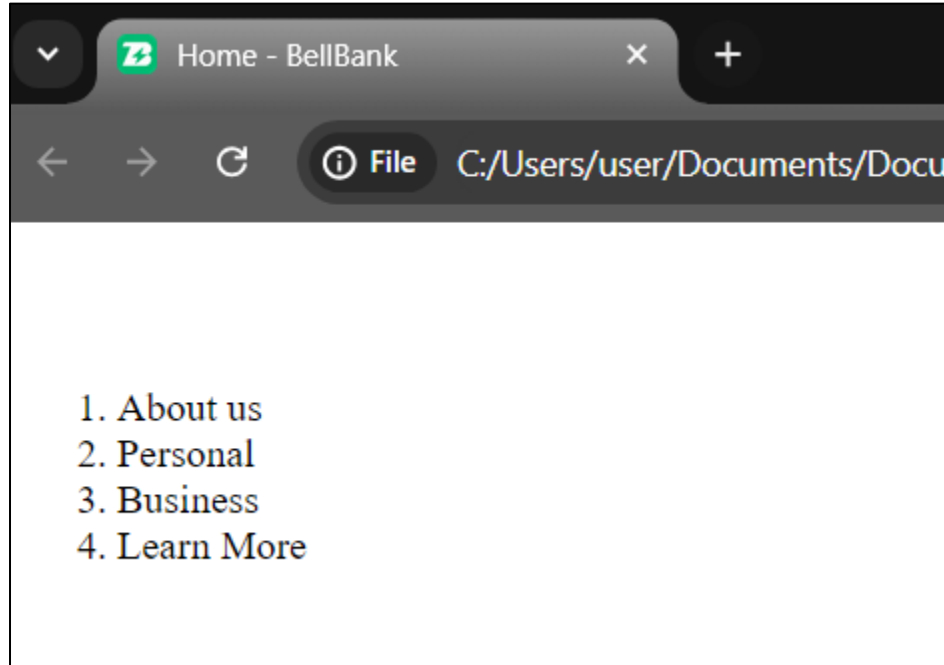 Home - BellBank
File C:/Users/user/Documents/Docu
1. About us
2. Personal
3. Business
4. Learn More